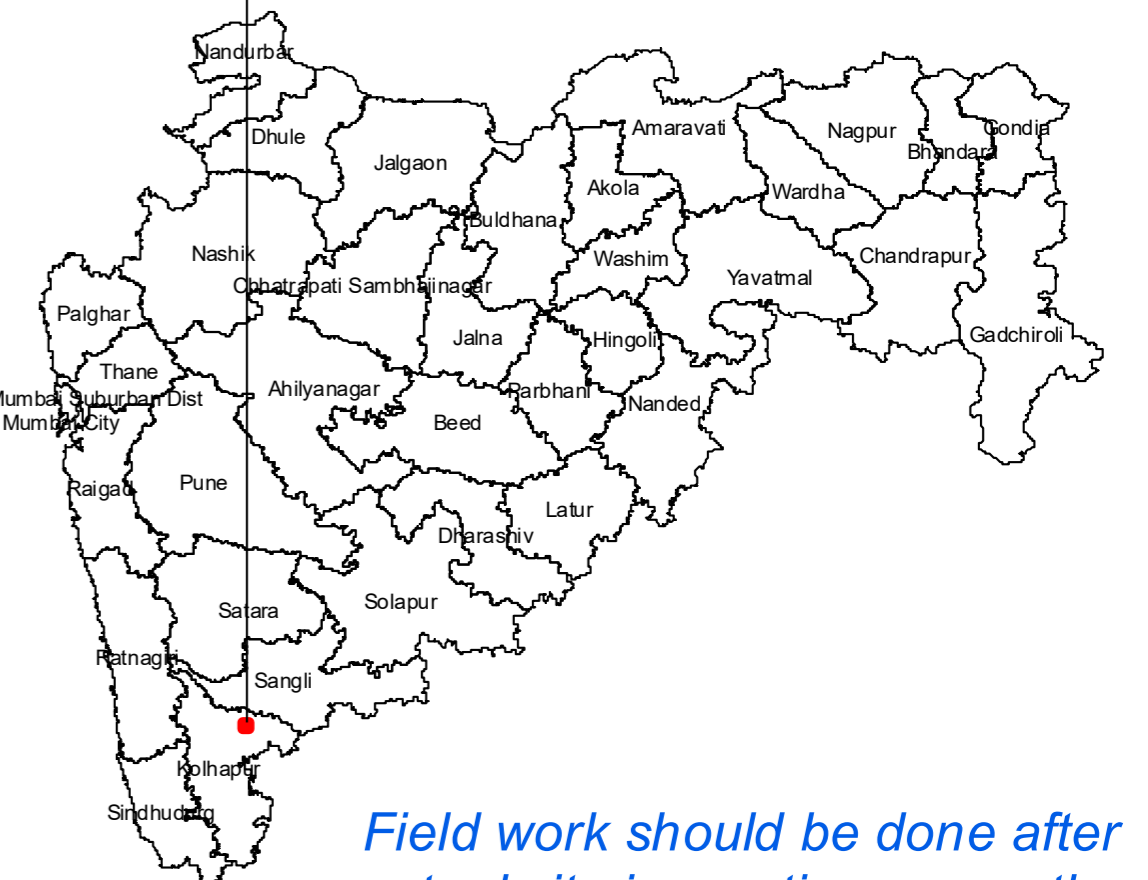 Nandurbar
Dhule
Jalgaon
Amaravati
Nagpur
Gondia
Bhandara
Akola
Wardha
Buldhana
Nashik
Washim
Chandrapur
Chhatrapati Sambhajinagar
Yavatmal
Palghar
Jalna
Hingoli
Gadchiroli
Thane
Ahilyanagar
Parbhani
Mumbai Suburban Dist
Nanded
Mumbai City
Beed
Raigad
Pune
Latur
Dharashiv
Solapur
Satara
Ratnagiri
Sangli
Kolhapur
Sindhudurg
Field work should be done after